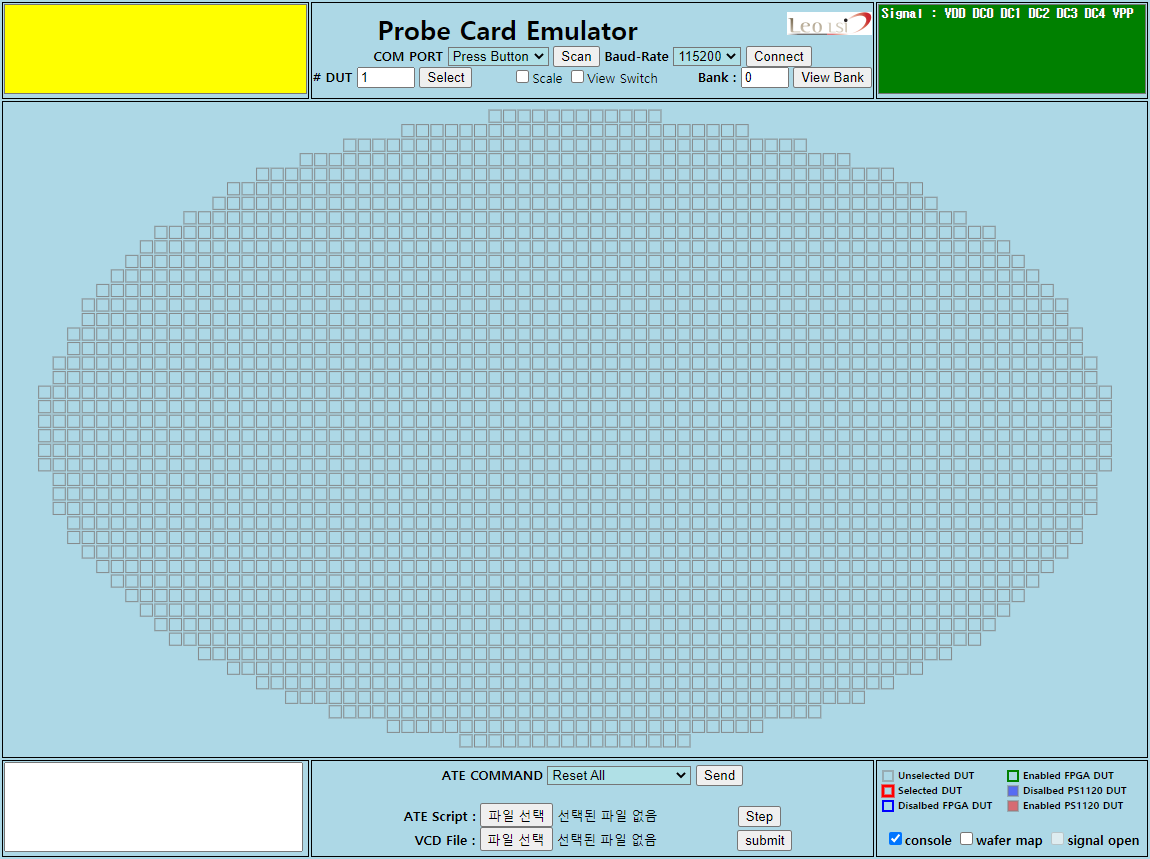 Probe Card Emulator
Leo LSI
Signal : VDD DC0 DC1 DC2 DC3 DC4 VPP
COM PORT Press Button Scan Baud-Rate 115200 Connect
# DUT 1 Select Scale View Switch Bank : 0 View Bank
ATE COMMAND Reset All Send
ATE Script : 파일 선택 선택된 파일 없음 Step
VCD File : 파일 선택 선택된 파일 없음 submit
Unselected DUT Enabled FPGA DUT
Selected DUT Disalbed PS1120 DUT
Disalbed FPGA DUT Enabled PS1120 DUT
console wafer map signal open